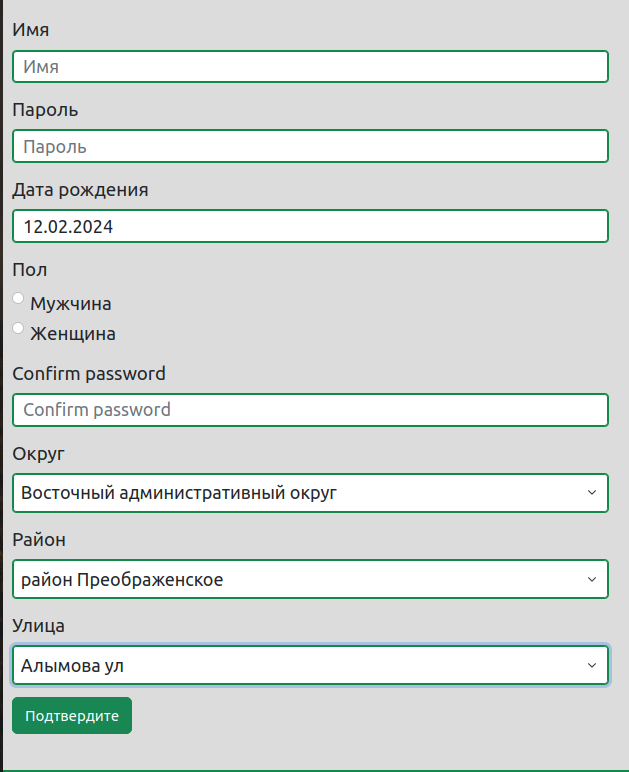 Имя
Имя
Пароль
Пароль
Дата рождения
12.02.2024
Пол
Мужчина
Женщина
Confirm password
Confirm password
Округ
Восточный административный округ
Район
район Преображенское
Улица
Алымова ул
Подтвердите